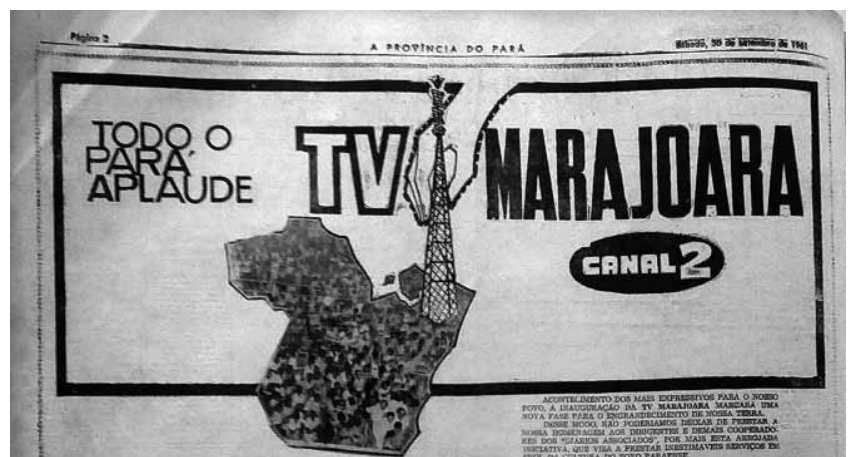 Página 2
A PROVÍNCIA DO PARÁ
Sábado, 30 de setembro de 1961
TODO O
PARÁ
APLAUDE
TV MARAJOARA
CANAL 2
ACONTECIMENTO DOS MAIS EXPRESSIVOS PARA O NOSSO
POVO, A INAUGURAÇÃO DA TV MARAJOARA MARCARÁ UMA
NOVA FASE PARA O ENGRANDECIMENTO DE NOSSA TERRA.
DESSE MODO, NÃO PODERIAMOS DEIXAR DE PRESTAR A
NOSSA HOMENAGEM AOS DIRIGENTES E DEMAIS COOPERADO-
RES DOS "DIÁRIOS ASSOCIADOS", POR MAIS ESTA ARROJADA
INICIATIVA, QUE VISA A PRESTAR INESTIMÁVEIS SERVIÇOS EM